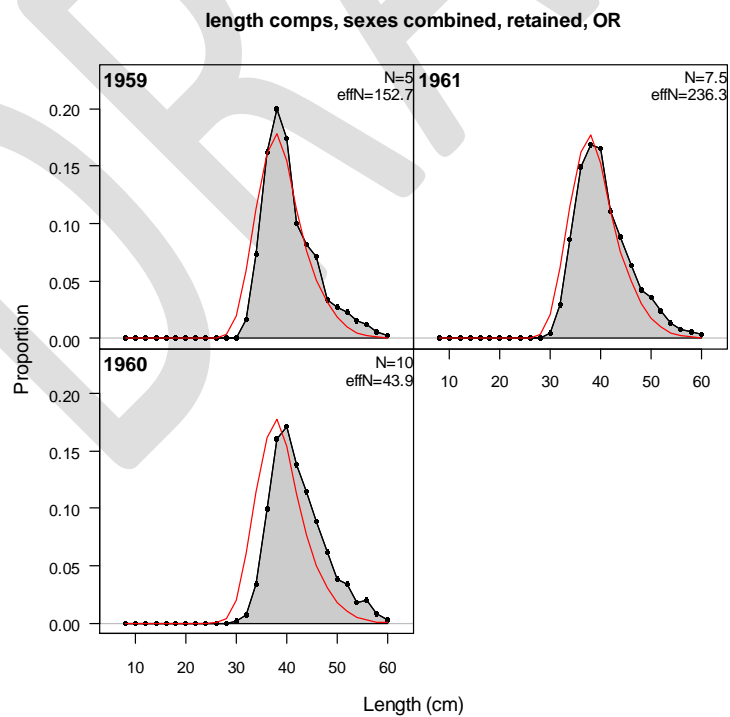 length comps, sexes combined, retained, OR
1959
N=5
effN=152.7
1961
N=7.5
effN=236.3
0.20
0.15
0.10
0.05
0.00
1960
N=10
effN=43.9
10 20 30 40 50 60
0.20
0.15
0.10
0.05
0.00
10 20 30 40 50 60
Proportion
Length (cm)
DRA